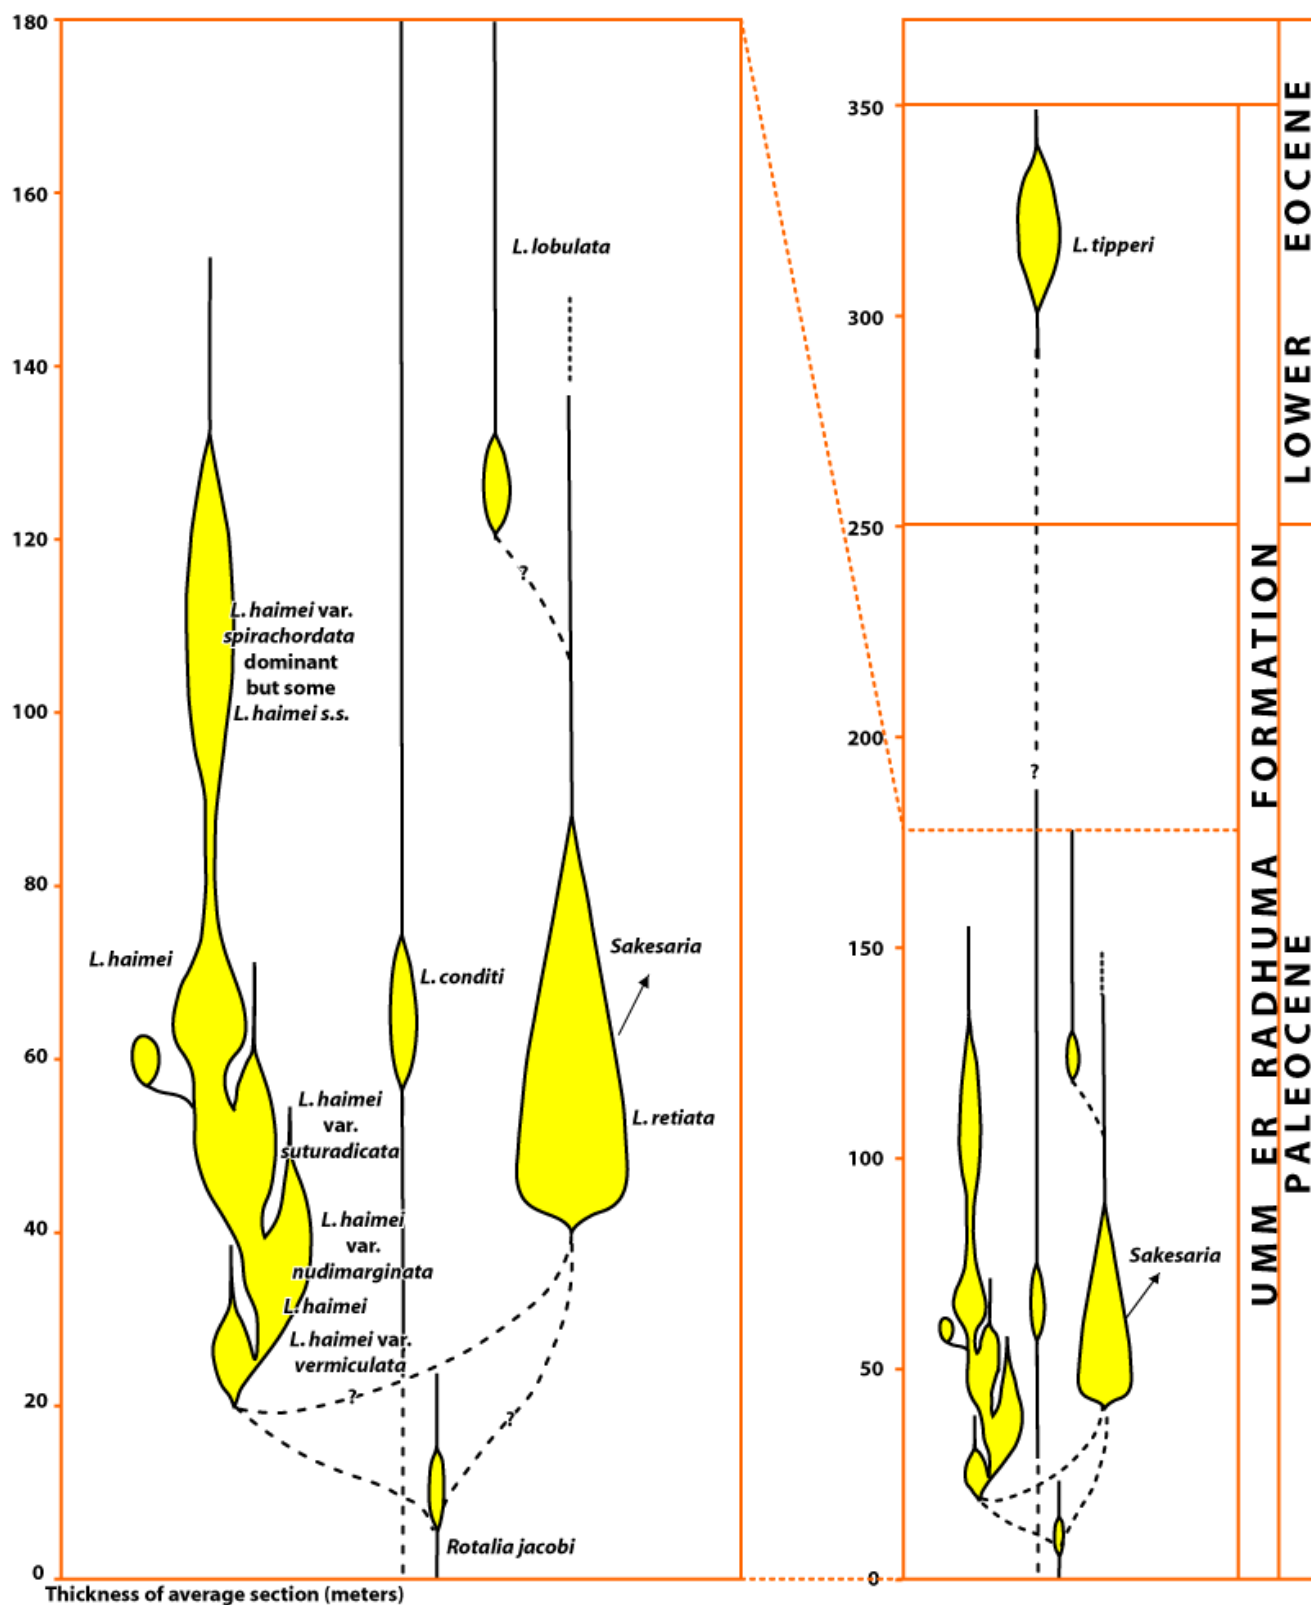 180
160
140
120
100
80
60
40
20
0
Thickness of average section (meters)
L. lobulata
L. haimei var.
spirachordata
dominant
but some
L. haimei s.s.
L. haimei
L. conditi
Sakesaria
L. retiata
L. haimei
var.
suturadicata
L. haimei
var.
nudimarginata
L. haimei
L. haimei var.
vermiculata
?
?
?
Rotalia jacobi
350
300
250
200
150
100
50
0
L. tipperi
?
Sakesaria
UMM ER RADHUMA FORMATION
PALEOCENE
LOWER EOCENE